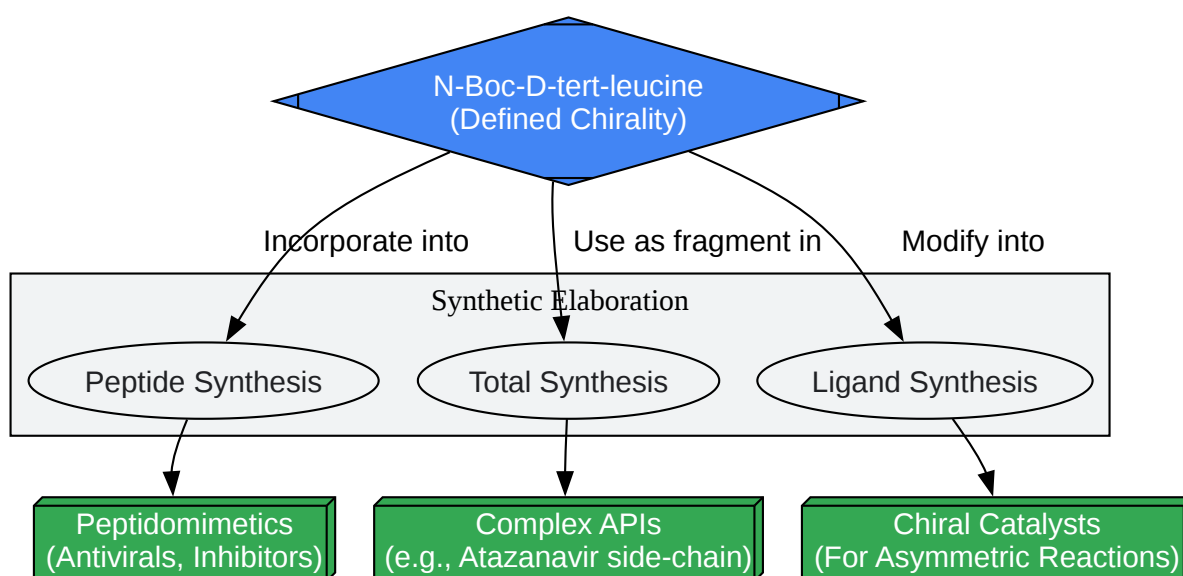 N-Boc-D-tert-leucine
(Defined Chirality)
Incorporate into
Use as fragment in
Modify into
Synthetic Elaboration
Peptide Synthesis
Total Synthesis
Ligand Synthesis
Peptidomimetics
(Antivirals, Inhibitors)
Complex APIs
(e.g., Atazanavir side-chain)
Chiral Catalysts
(For Asymmetric Reactions)